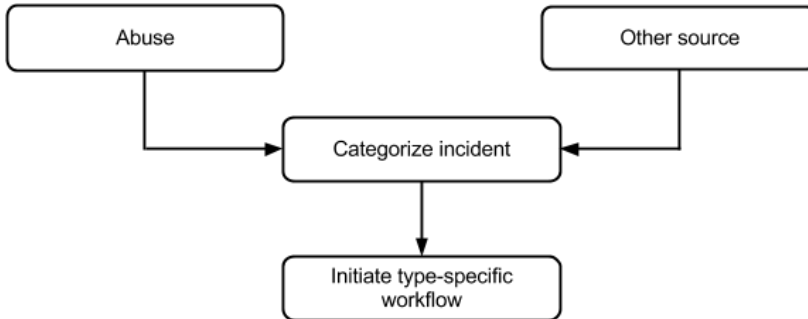 Abuse
Other source
Categorize incident
Initiate type-specific
workflow